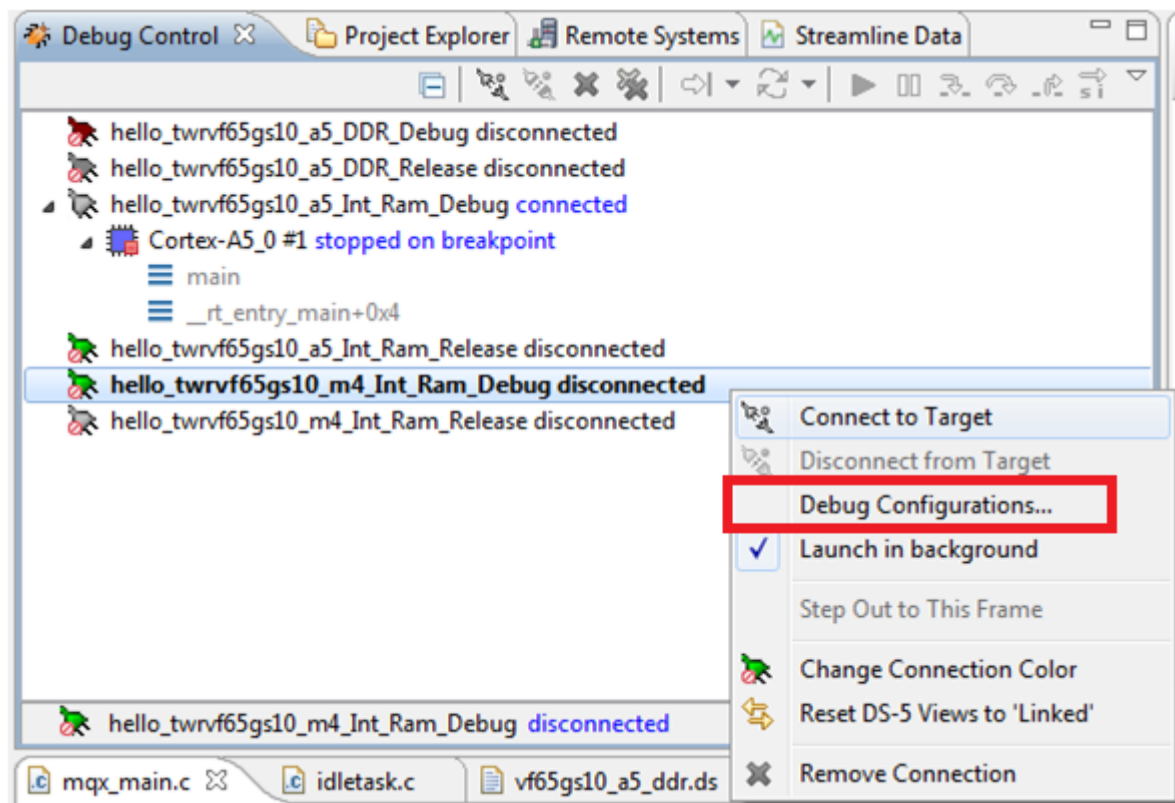 Debug Control Project Explorer Remote Systems Streamline Data
hello_twrvf65gs10_a5_DDR_Debug disconnected
hello_twrvf65gs10_a5_DDR_Release disconnected
hello_twrvf65gs10_a5_Int_Ram_Debug connected
Cortex-A5_0 #1 stopped on breakpoint
main
__rt_entry_main+0x4
hello_twrvf65gs10_a5_Int_Ram_Release disconnected
hello_twrvf65gs10_m4_Int_Ram_Debug disconnected
hello_twrvf65gs10_m4_Int_Ram_Release disconnected
Connect to Target
Disconnect from Target
Debug Configurations...
Launch in background
Step Out to This Frame
Change Connection Color
Reset DS-5 Views to 'Linked'
Remove Connection
hello_twrvf65gs10_m4_Int_Ram_Debug disconnected
mqx_main.c idletask.c vf65gs10_a5_ddr.ds